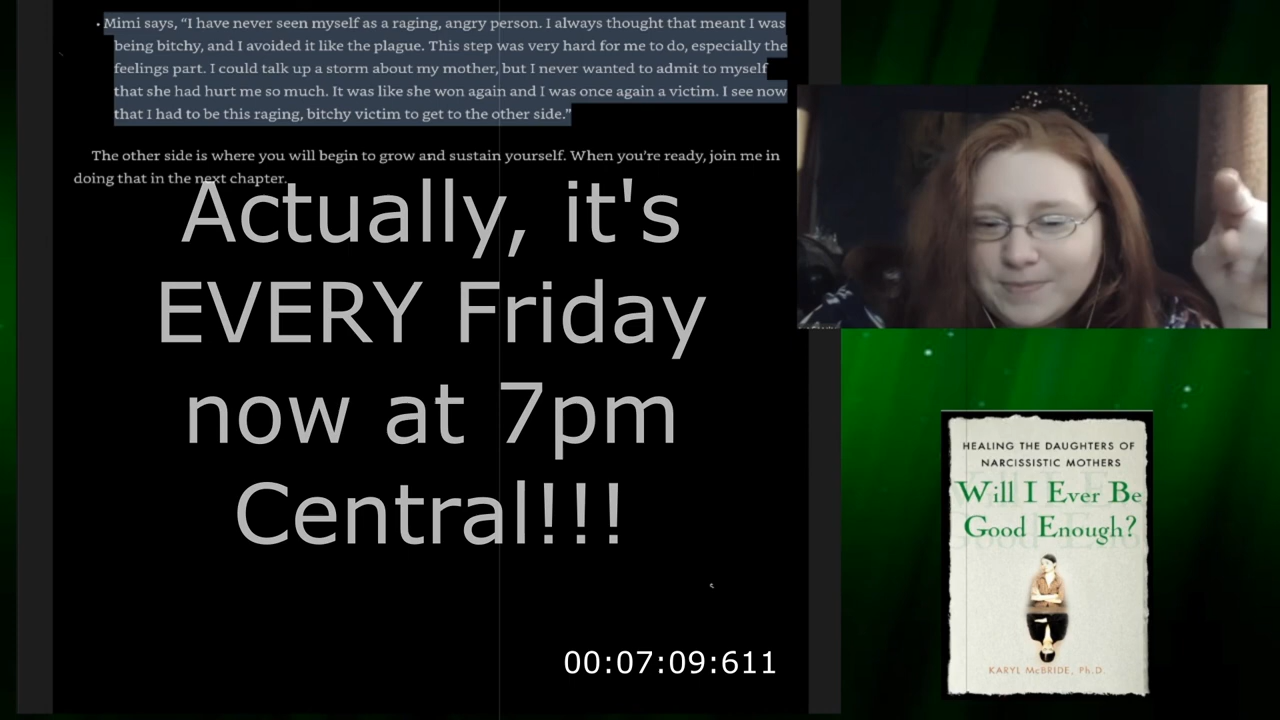 • Mimi says, “I have never seen myself as a raging, angry person. I always thought that meant I was
being bitchy, and I avoided it like the plague. This step was very hard for me to do, especially the
feelings part. I could talk up a storm about my mother, but I never wanted to admit to myself
that she had hurt me so much. It was like she won again and I was once again a victim. I see now
that I had to be this raging, bitchy victim to get to the other side.”
The other side is where you will begin to grow and sustain yourself. When you’re ready, join me in
doing that in the next chapter.
Actually, it's
EVERY Friday
now at 7pm
Central!!!
00:07:09:611
HEALING THE DAUGHTERS OF
NARCISSISTIC MOTHERS
Will I Ever Be
Good Enough?
KARYL McBRIDE, Ph.D.